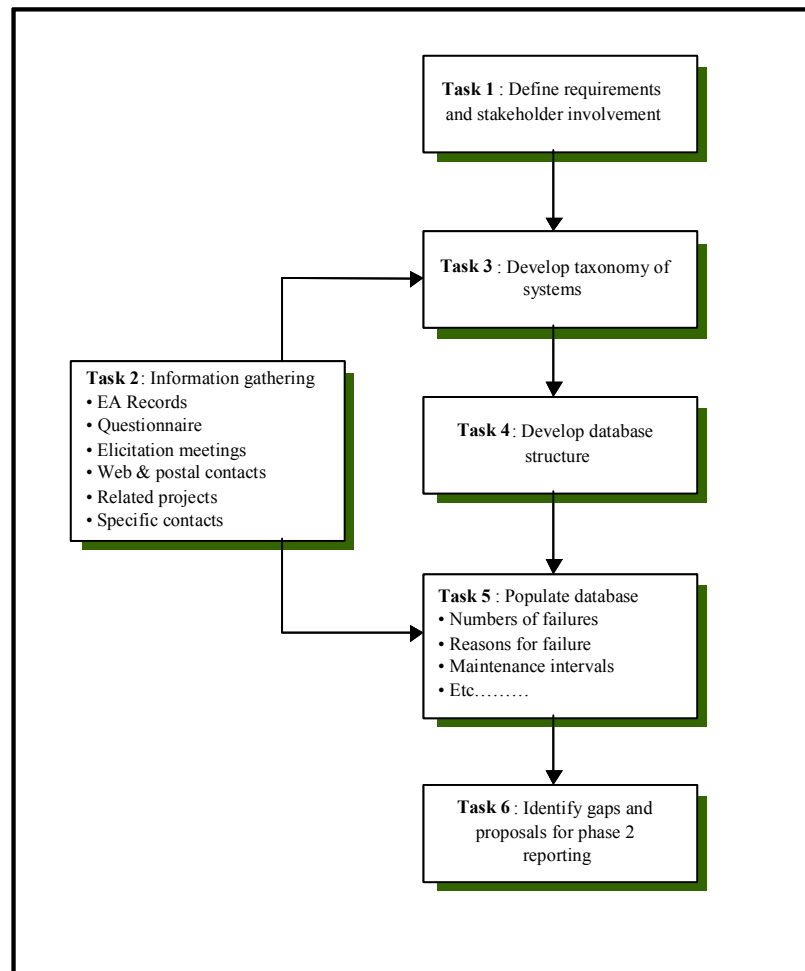 Task 1 : Define requirements
and stakeholder involvement
Task 3 : Develop taxonomy of
systems
Task 2: Information gathering
• EA Records
• Questionnaire
• Elicitation meetings
• Web & postal contacts
• Related projects
• Specific contacts
Task 4: Develop database
structure
Task 5 : Populate database
• Numbers of failures
• Reasons for failure
• Maintenance intervals
• Etc………
Task 6 : Identify gaps and
proposals for phase 2
reporting